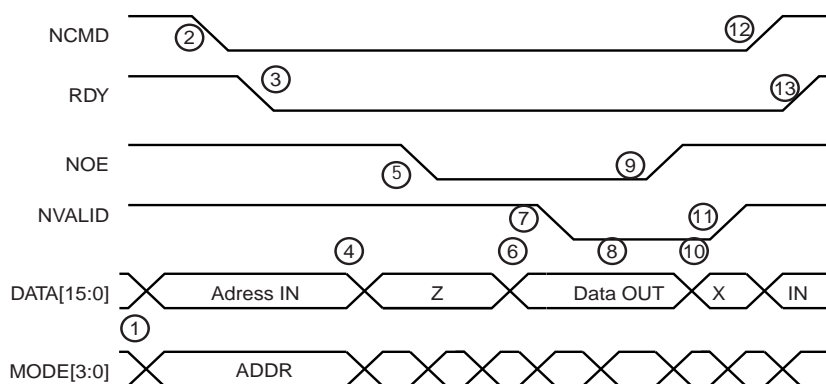 NCMD ② ⑫
RDY ③ ⑬
NOE ⑤ ⑨
NVALID ⑦ ⑪
④ ⑥ ⑧ ⑩
DATA[15:0] Adress IN Z Data OUT X IN
①
MODE[3:0] ADDR